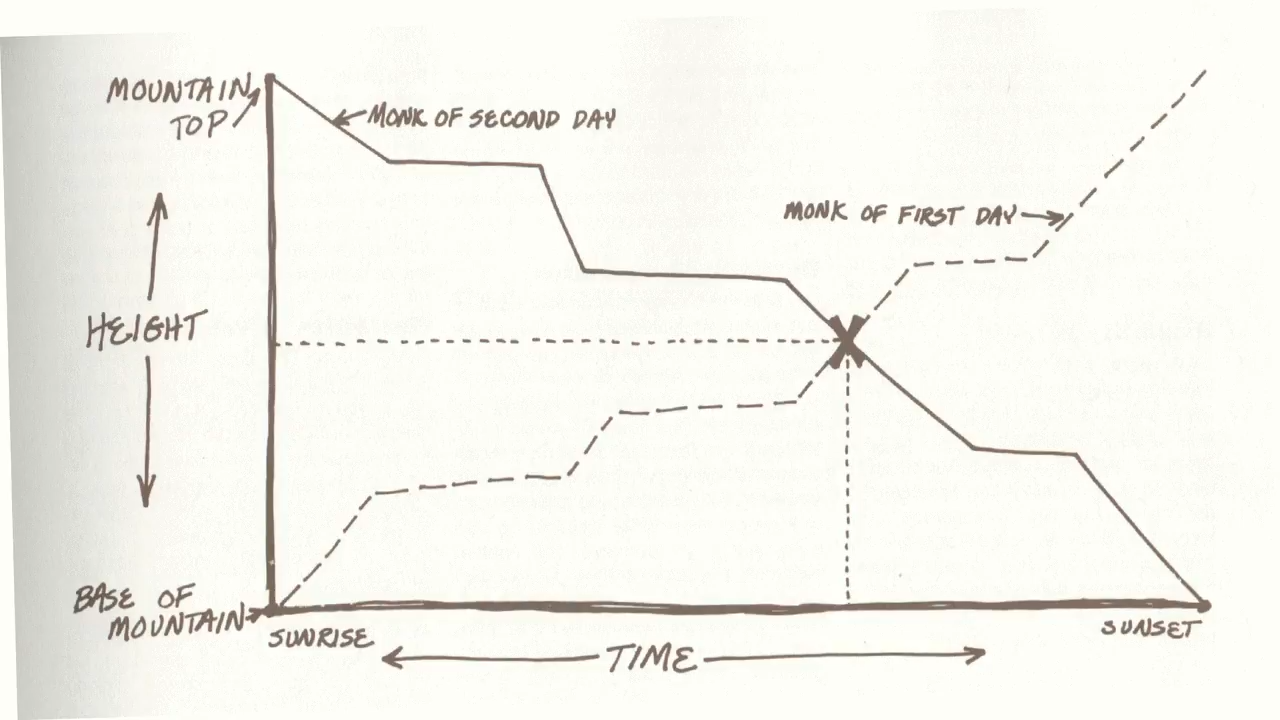 MOUNTAIN
TOP
MONK OF SECOND DAY
MONK OF FIRST DAY
HEIGHT
BASE OF
MOUNTAIN
SUNRISE
SUNSET
TIME